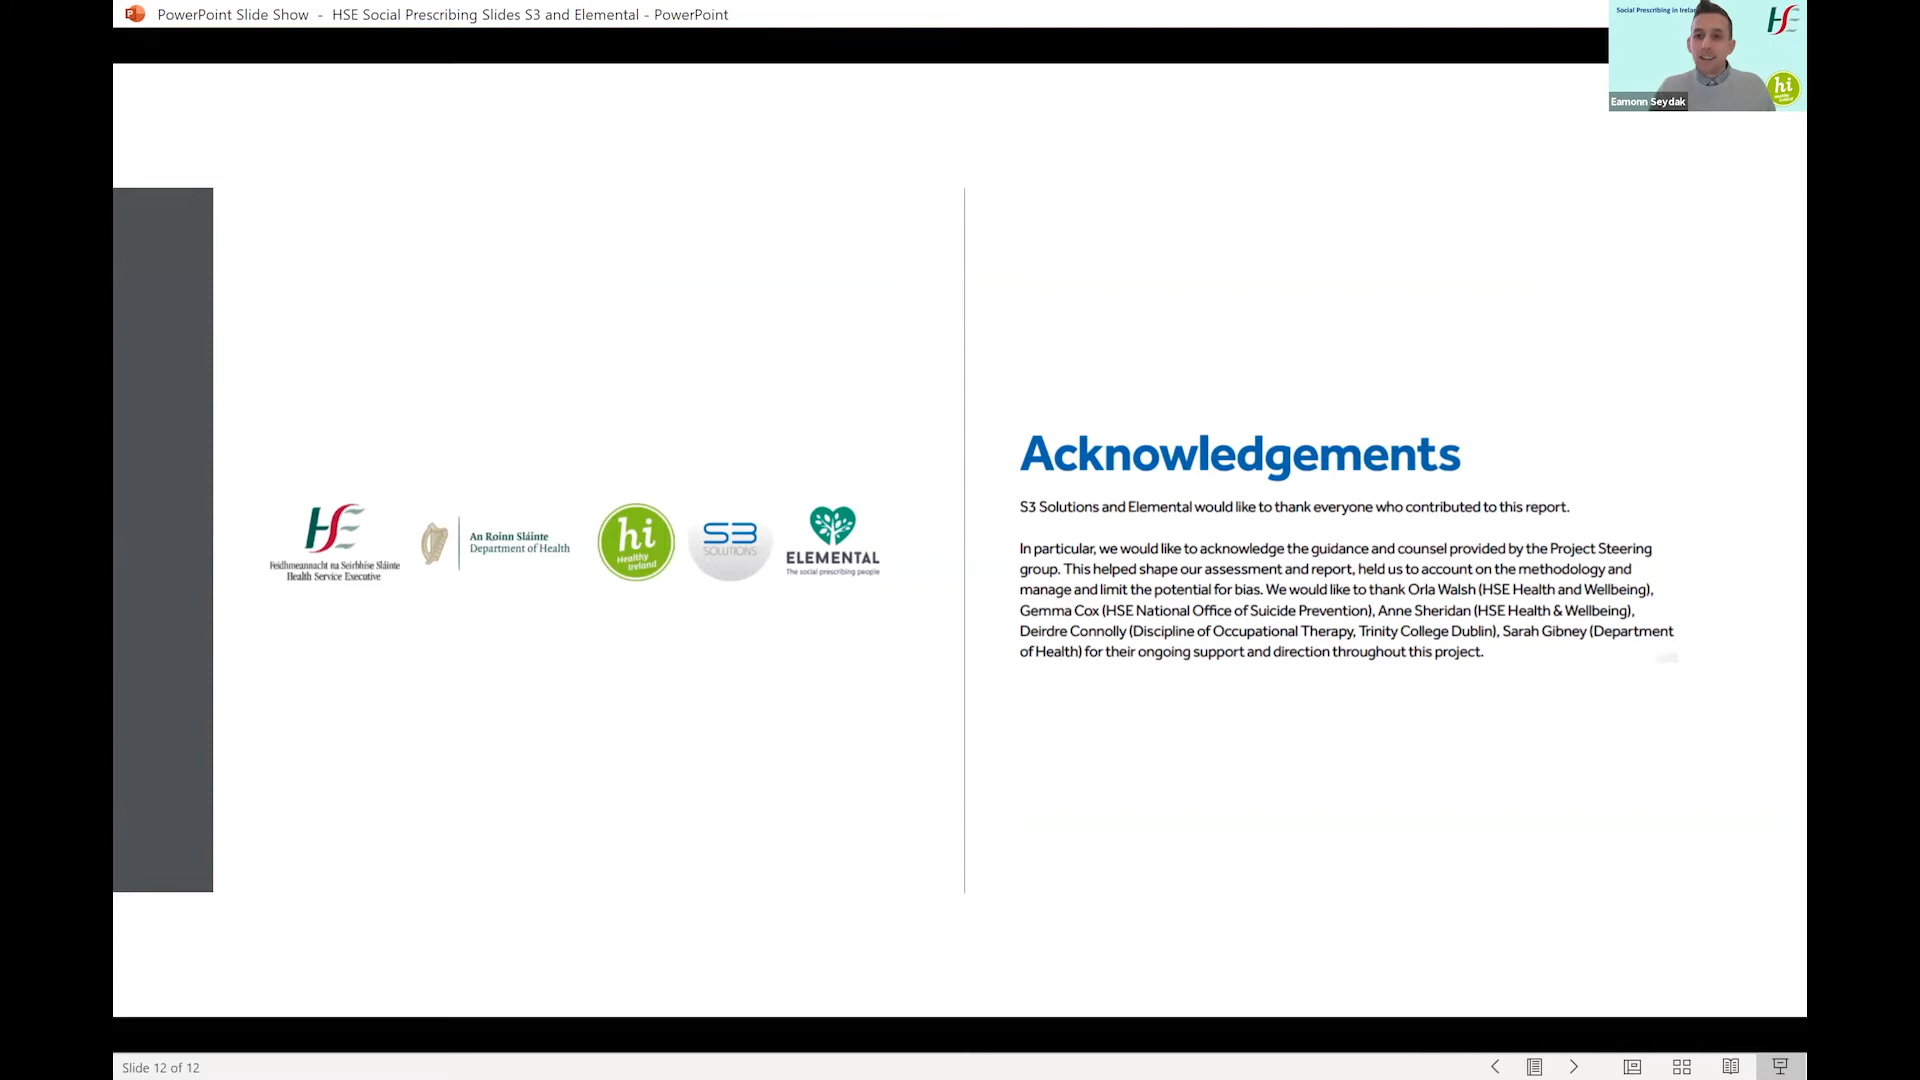 PowerPoint Slide Show - HSE Social Prescribing Slides S3 and Elemental - PowerPoint
Social Prescribing in
HSE
hi
Eamonn Seydak
Acknowledgements
S3 Solutions and Elemental would like to thank everyone who contributed to this report.
In particular, we would like to acknowledge the guidance and counsel provided by the Project Steering
group. This helped shape our assessment and report, held us to account on the methodology and
manage and limit the potential for bias. We would like to thank Orla Walsh (HSE Health and Wellbeing),
Gemma Cox (HSE National Office of Suicide Prevention), Anne Sheridan (HSE Health & Wellbeing),
Deirdre Connolly (Discipline of Occupational Therapy, Trinity College Dublin), Sarah Gibney (Department
of Health) for their ongoing support and direction throughout this project.
HSE
Feidhmeannacht na Seirbhíse Sláinte
Health Service Executive
An Roinn Sláinte
Department of Health
hi
Healthy
Ireland
S3
SOLUTIONS
ELEMENTAL
The social prescribing people
Slide 12 of 12